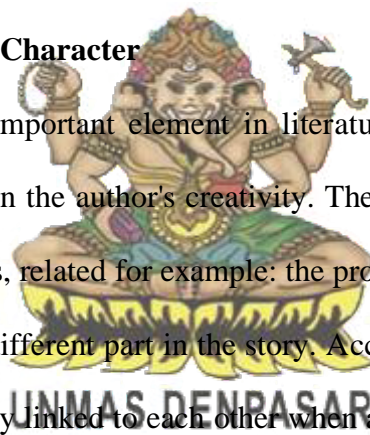 Character
mportant element in literatu
n the author's creativity. The
s, related for example: the pro
ifferent part in the story. Acc
UNMAS DENPASAR
y linked to each other when a